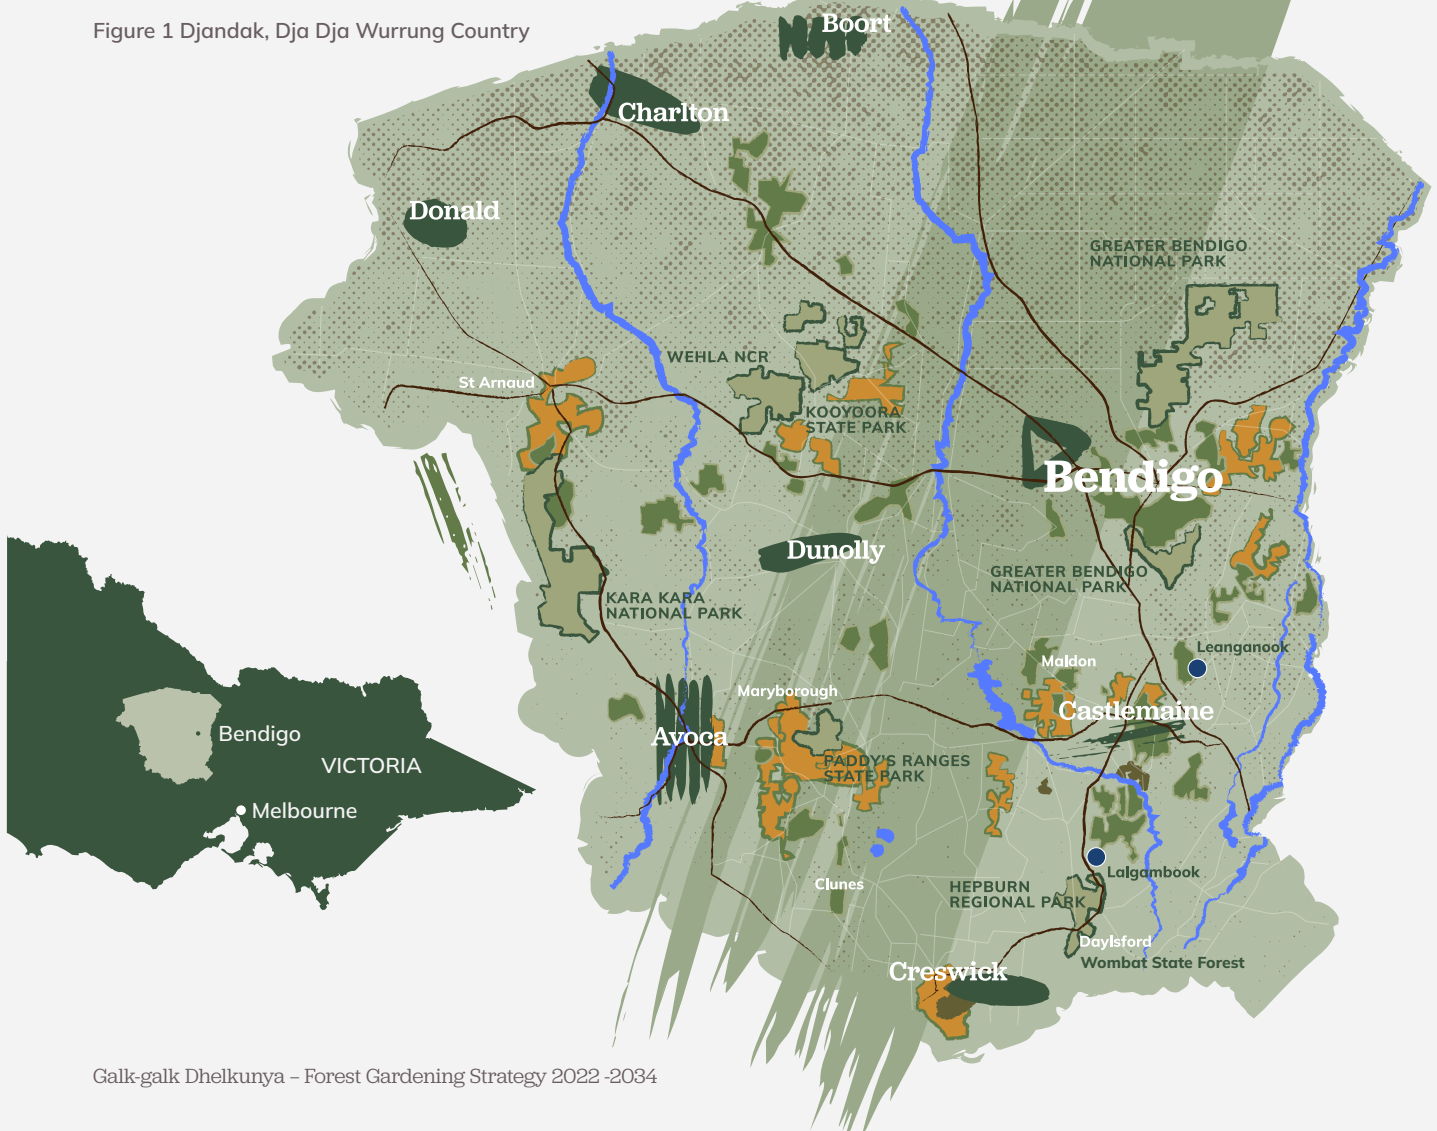 Figure 1 Djandak, Dja Dja Wurrung Country
Boort
Charlton
Donald
GREATER BENDIGO
NATIONAL PARK
WEHLA NCR
St Arnaud
KOOYOORA
STATE PARK
Bendigo
Dunolly
GREATER BENDIGO
NATIONAL PARK
KARA KARA
NATIONAL PARK
Leanganook
Maldon
Maryborough
Castlemaine
Avoca
Bendigo
VICTORIA
PADDY'S RANGES
STATE PARK
Melbourne
Lalgambook
Clunes
HEPBURN
REGIONAL PARK
Daylsford
Wombat State Forest
Creswick
Galk-galk Dhelkunya – Forest Gardening Strategy 2022 -2034